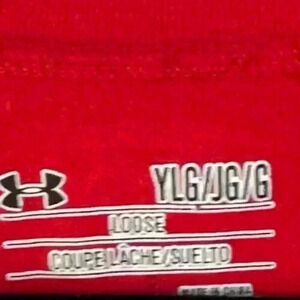 YLG/JG/G
LOOSE
COUPE LÂCHE/SUELTO
MADE IN CHINA